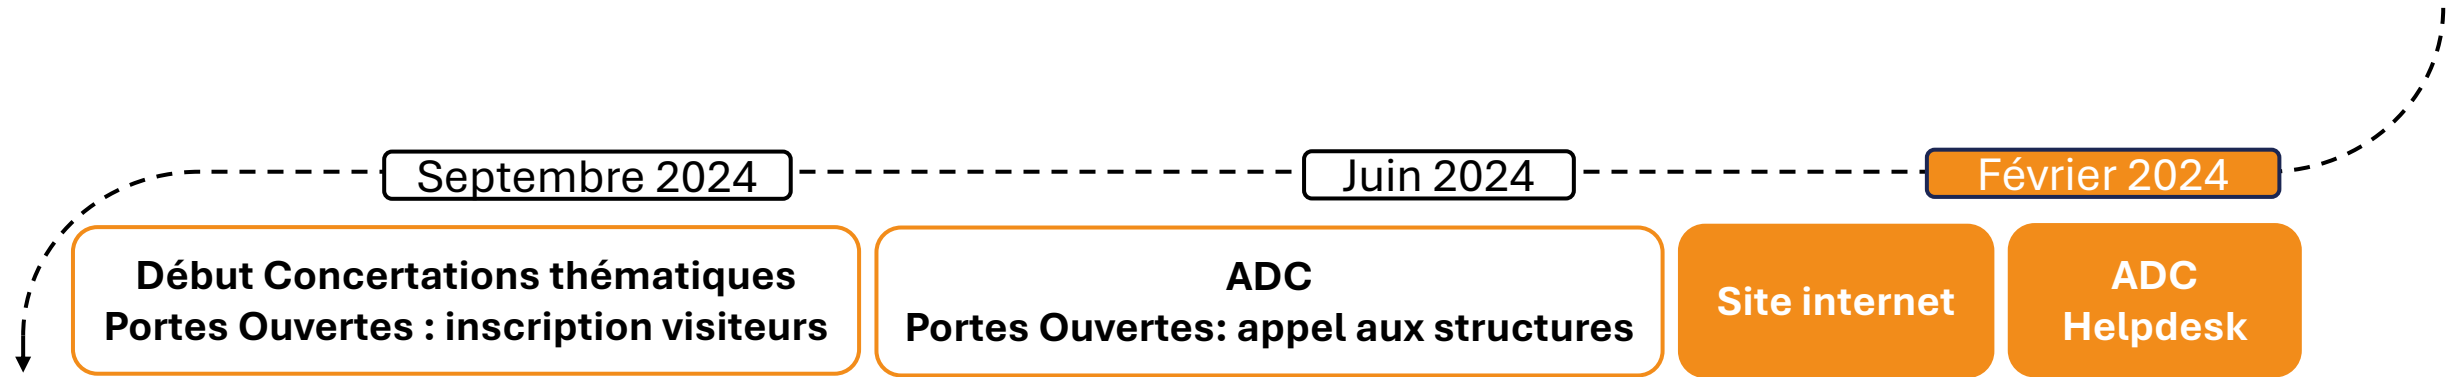 Septembre 2024
Juin 2024
Février 2024
Début Concertations thématiques
Portes Ouvertes : inscription visiteurs
ADC
Portes Ouvertes: appel aux structures
Site internet
ADC
Helpdesk